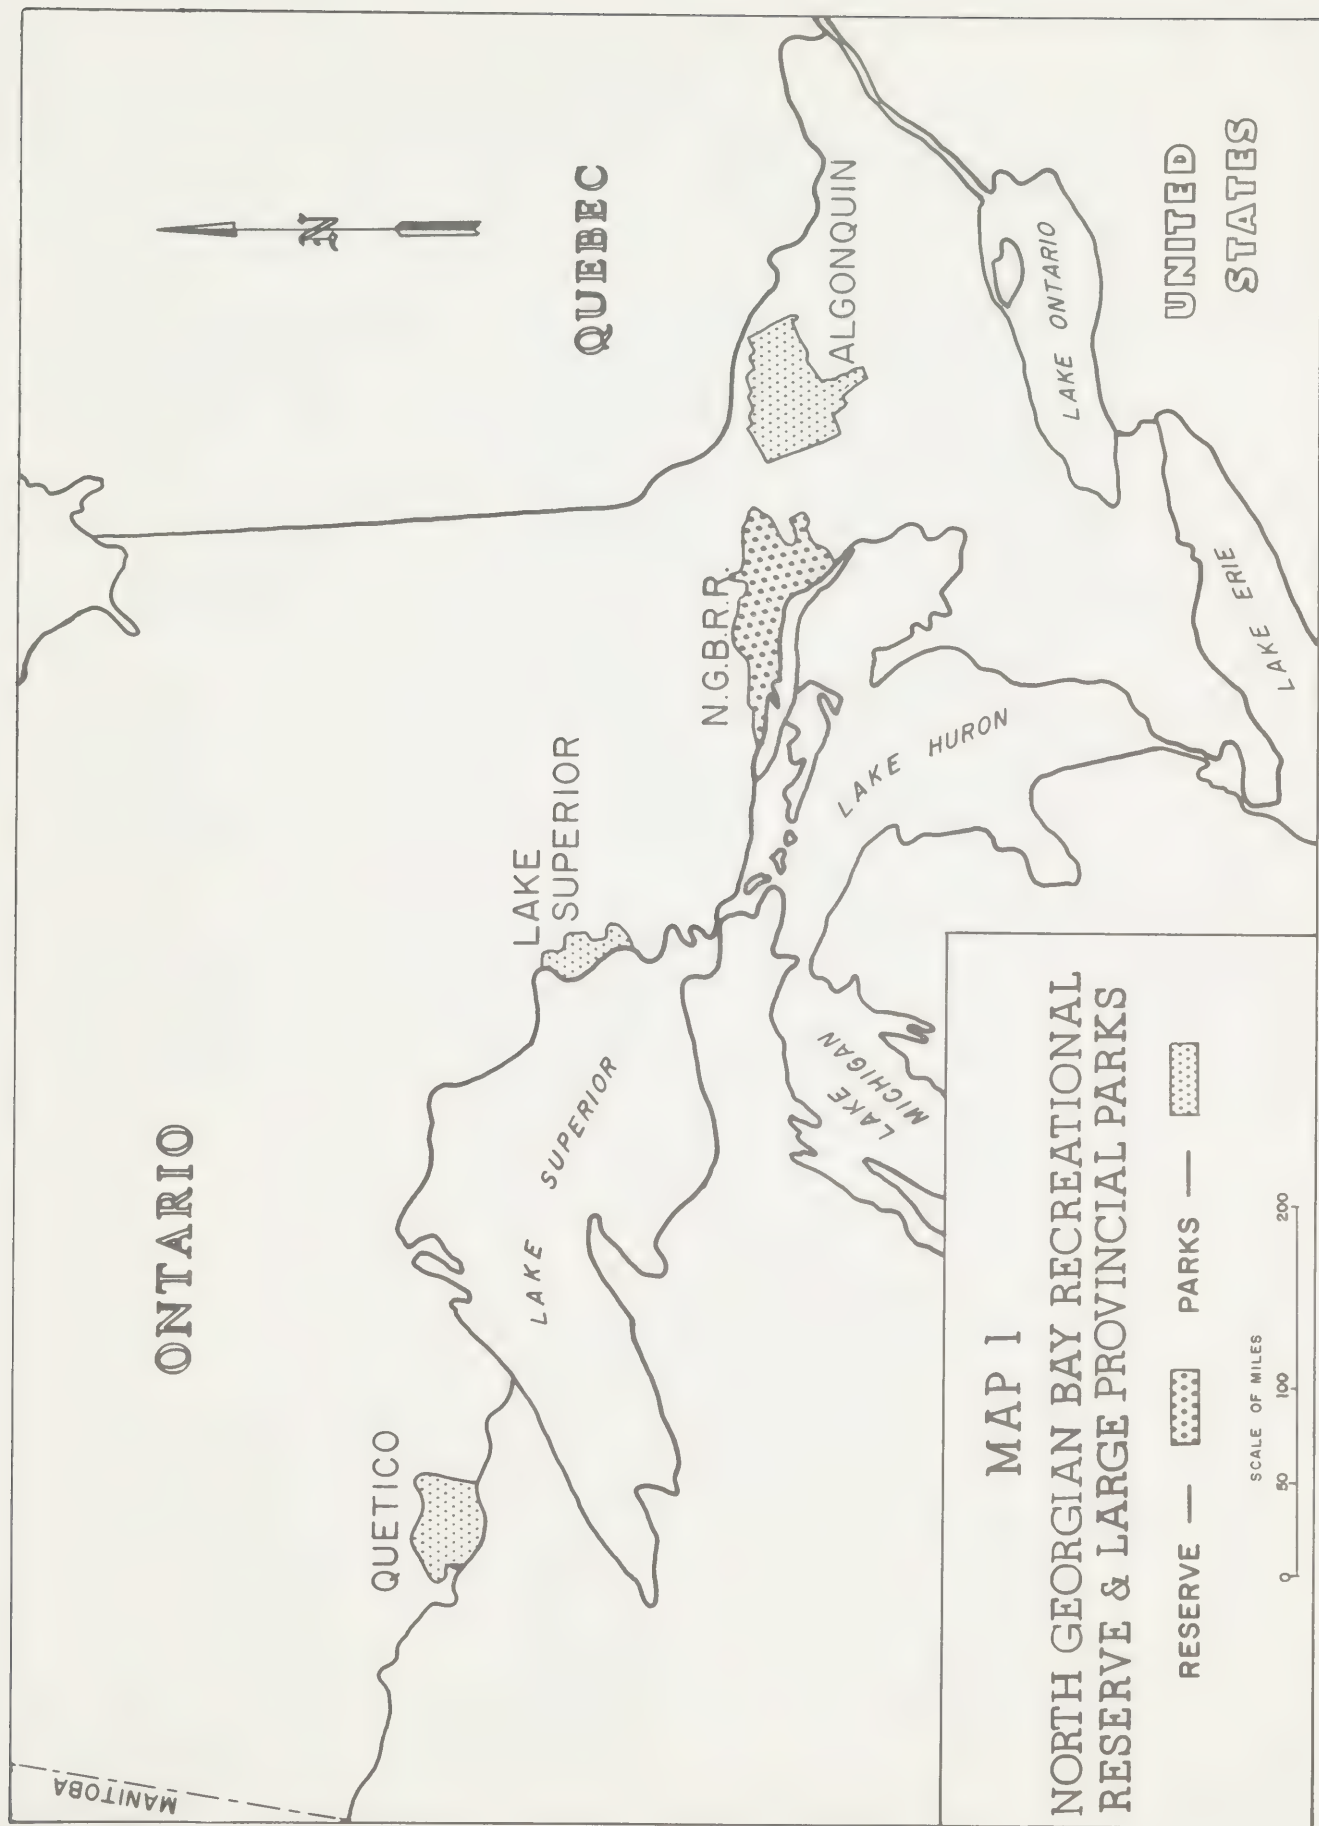 MANITOBA
ONTARIO
N
QUEBEC
QUETICO
LAKE
SUPERIOR
N.G.B.R.R.
ALGONQUIN
LAKE SUPERIOR
LAKE
MICHIGAN
LAKE HURON
LAKE ONTARIO
LAKE ERIE
UNITED
STATES
MAP 1
NORTH GEORGIAN BAY RECREATIONAL
RESERVE & LARGE PROVINCIAL PARKS
RESERVE — PARKS —
SCALE OF MILES
0 50 100 200